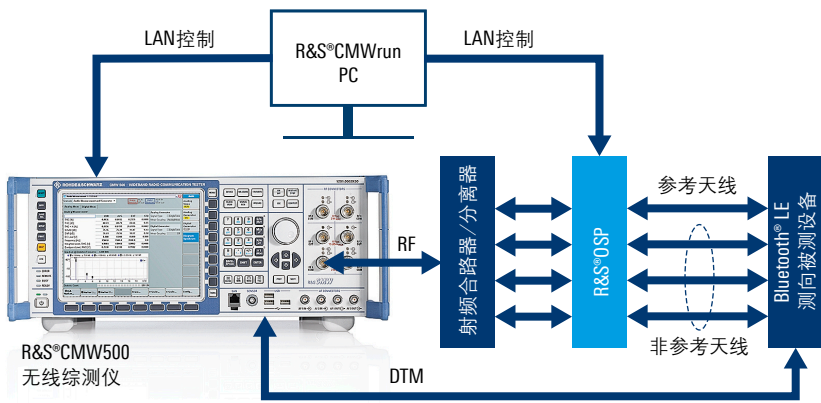 LAN控制
R&S®CMWrun
PC
LAN控制
ROHDE&SCHWARZ
射频合路器/分离器
R&S®OSP
Bluetooth® LE
测向被测设备
参考天线
非参考天线
RF
R&S®CMW500
无线综测仪
DTM